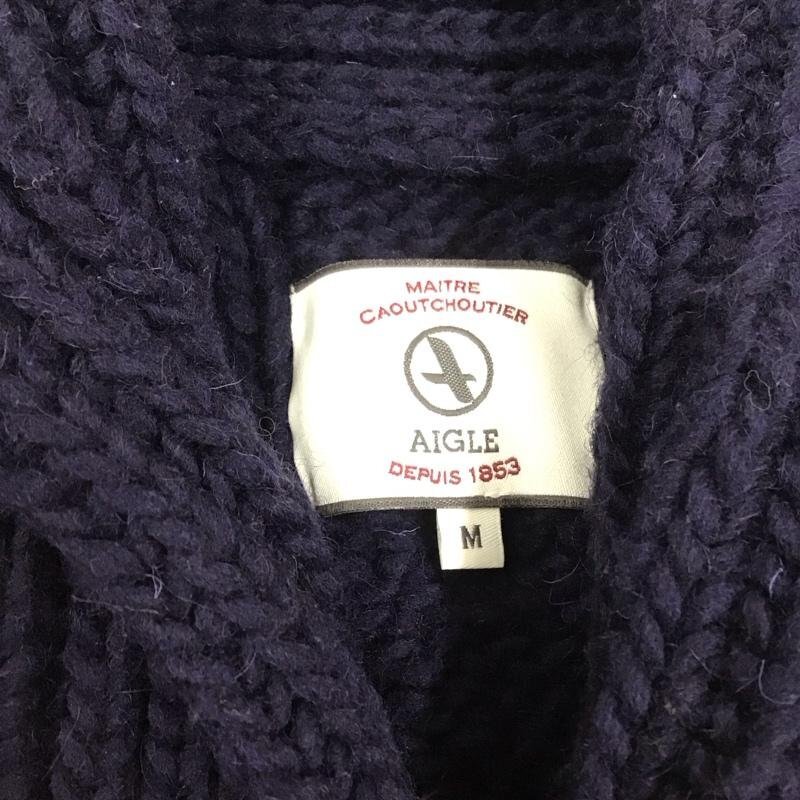 MAITRE
CAOUTCHOUTIER
AIGLE
DEPUIS 1853
M